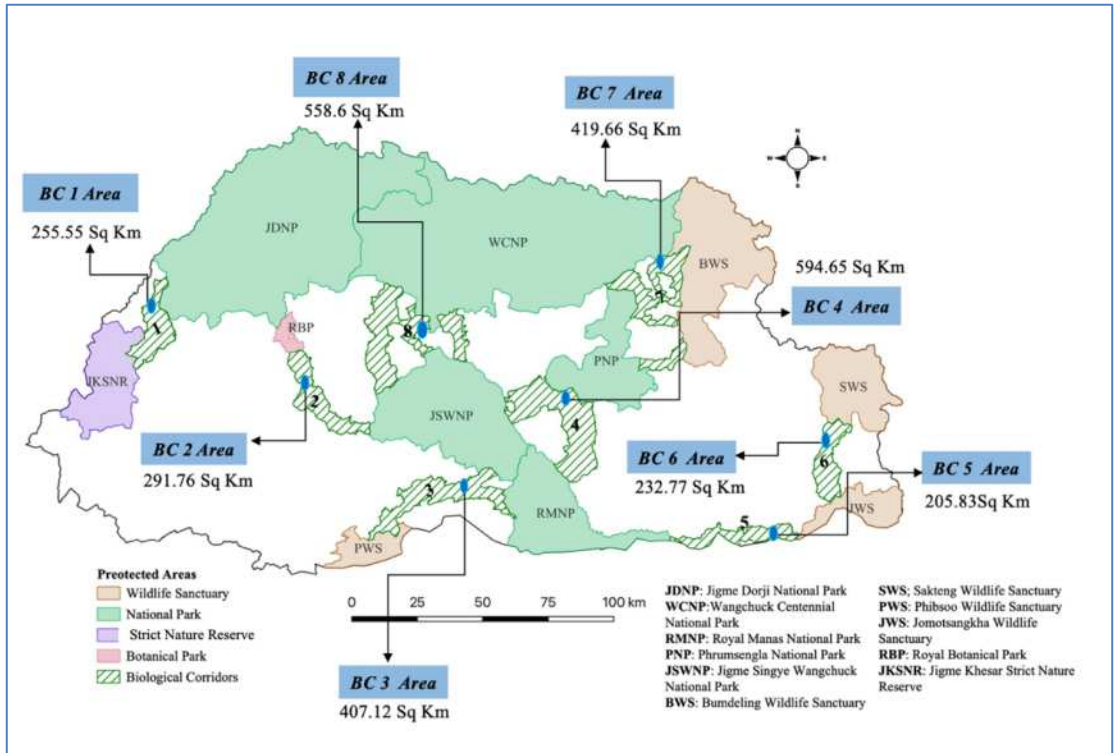 BC 8 Area
558.6 Sq Km
BC 7 Area
419.66 Sq Km
N
W E
S
BC 1 Area
255.55 Sq Km
JDNP
WCNP
BWS
594.65 Sq Km
BC 4 Area
1
7
8
RBP
PNP
JKSNR
SWS
2
JSWNP
4
BC 2 Area
291.76 Sq Km
BC 6 Area
232.77 Sq Km
6
BC 5 Area
205.83Sq Km
3
RMNP
5
JWS
PWS
Preotected Areas
Wildlife Sanctuary
National Park
Strict Nature Reserve
Botanical Park
Biological Corridors
0 25 50 75 100 km
BC 3 Area
407.12 Sq Km
JDNP: Jigme Dorji National Park
WCNP:Wangchuck Centennial
National Park
RMNP: Royal Manas National Park
PNP: Phrumsengla National Park
JSWNP: Jigme Singye Wangchuck
National Park
BWS: Bumdeling Wildlife Sanctuary
SWS; Sakteng Wildlife Sanctuary
PWS: Phibsoo Wildlife Sanctuary
JWS: Jomotsangkha Wildlife
Sanctuary
RBP: Royal Botanical Park
JKSNR: Jigme Khesar Strict Nature
Reserve